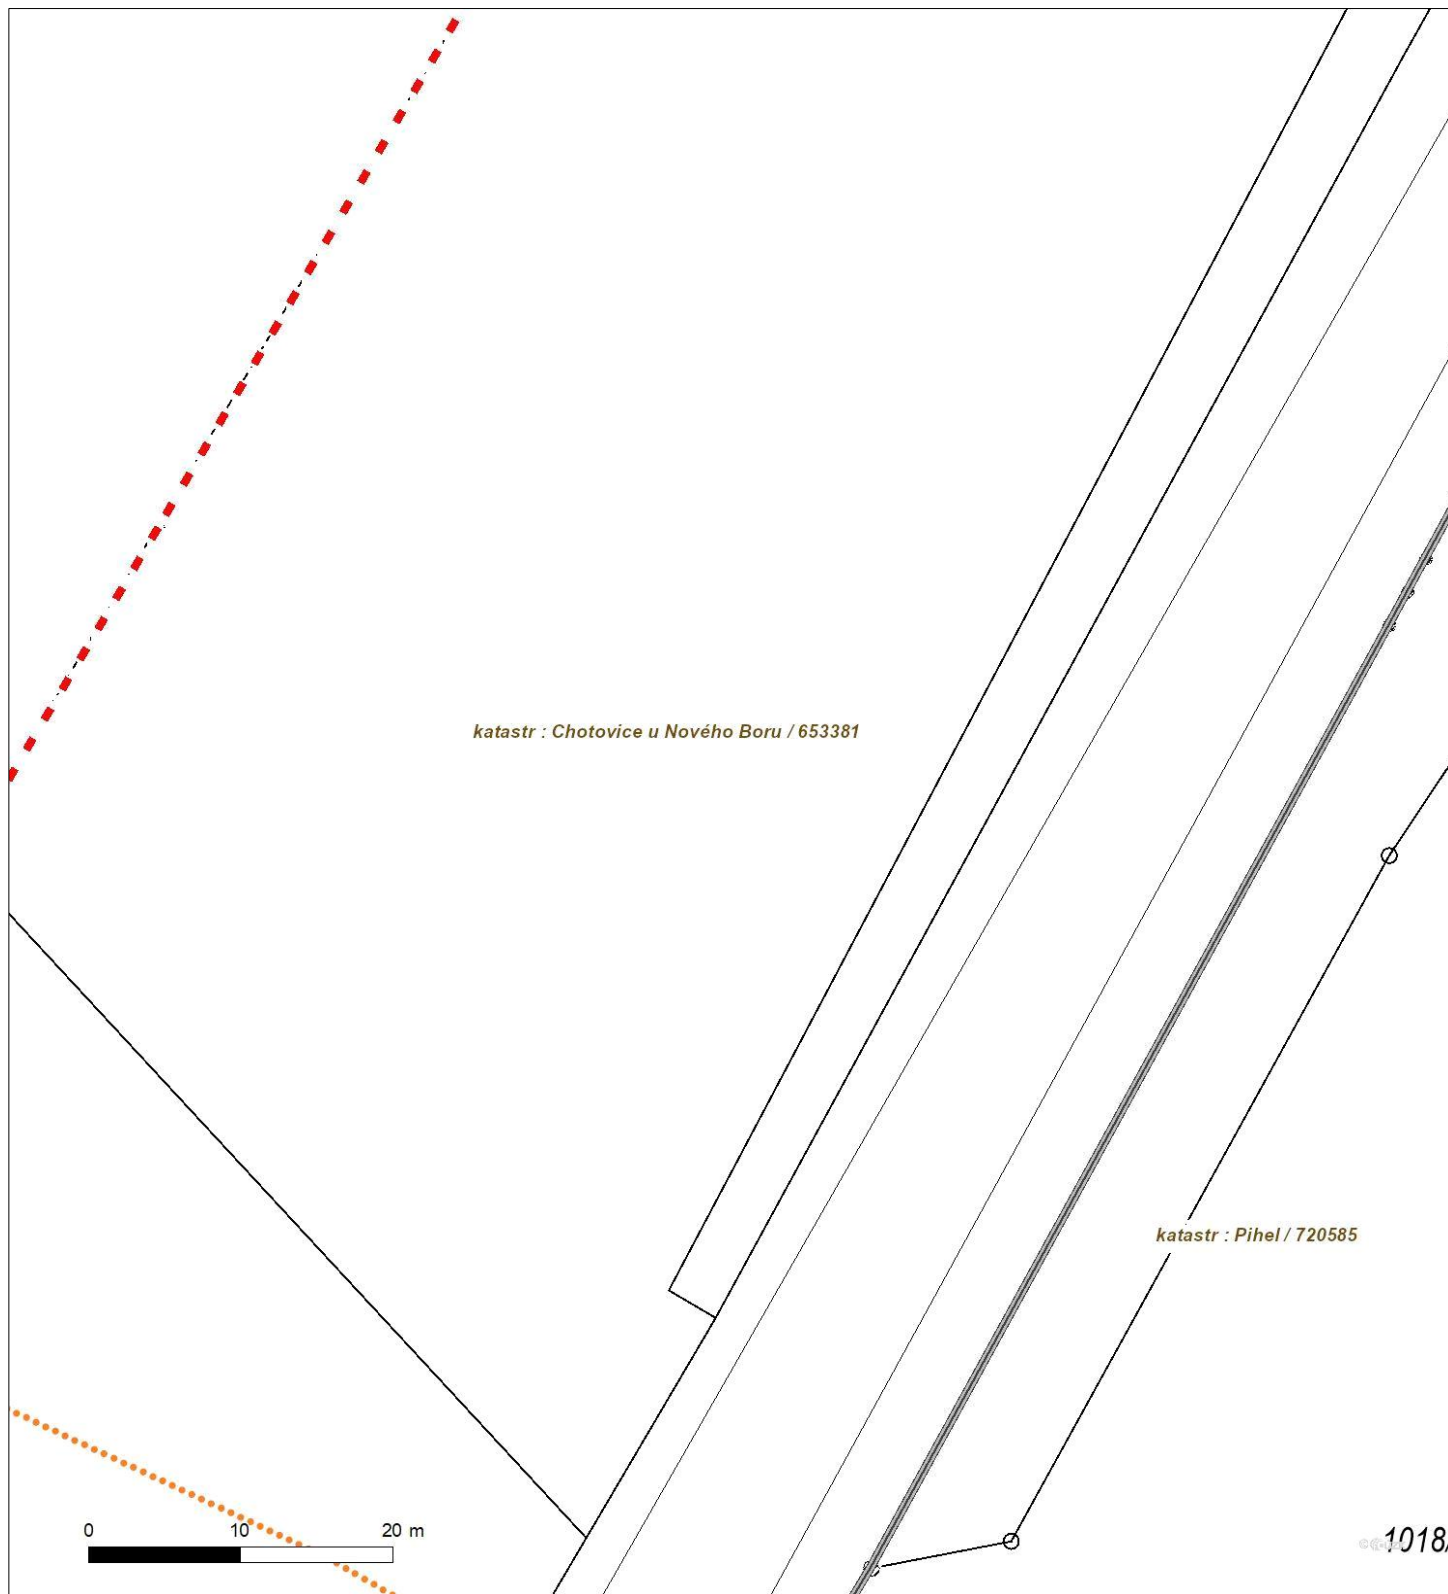 katastr : Chotovice u Nového Boru / 653381
katastr : Pihel / 720585
0 10 20 m
1018/